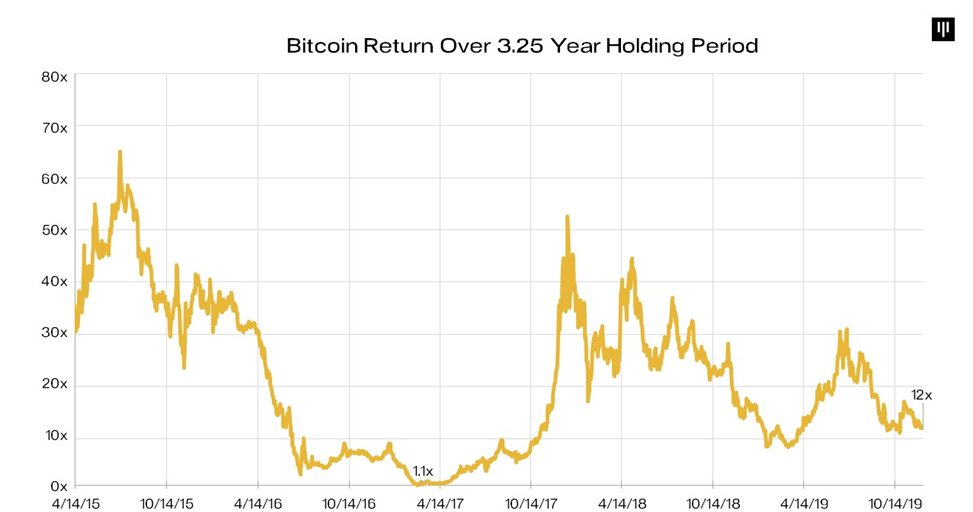 Bitcoin Return Over 3.25 Year Holding Period
80x
70x
60x
50x
40x
30x
20x
10x
0x
12x
1.1x
4/14/15 10/14/15 4/14/16 10/14/16 4/14/17 10/14/17 4/14/18 10/14/18 4/14/19 10/14/19